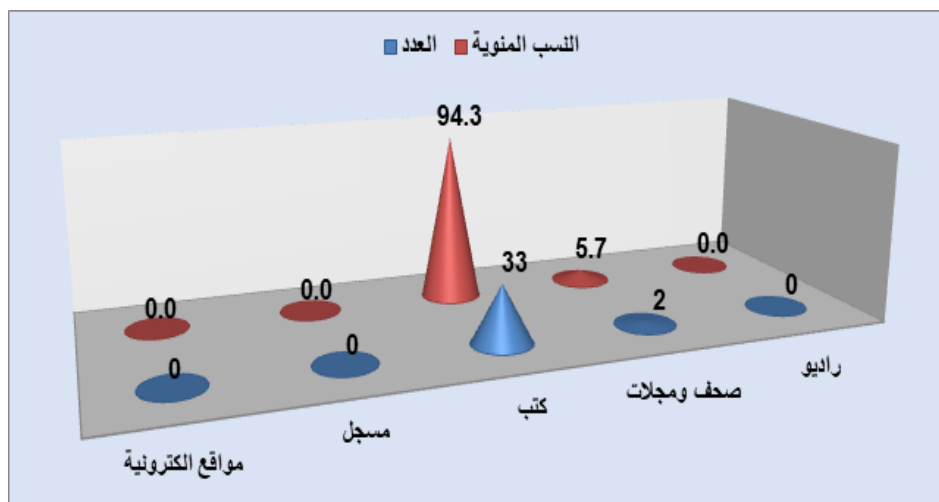 العدد النسب المئوية
94.3
33 5.7 0.0
0.0 0.0 2 0
0 0
مواقع الكترونية مسجل كتب صحف ومجلات راديو